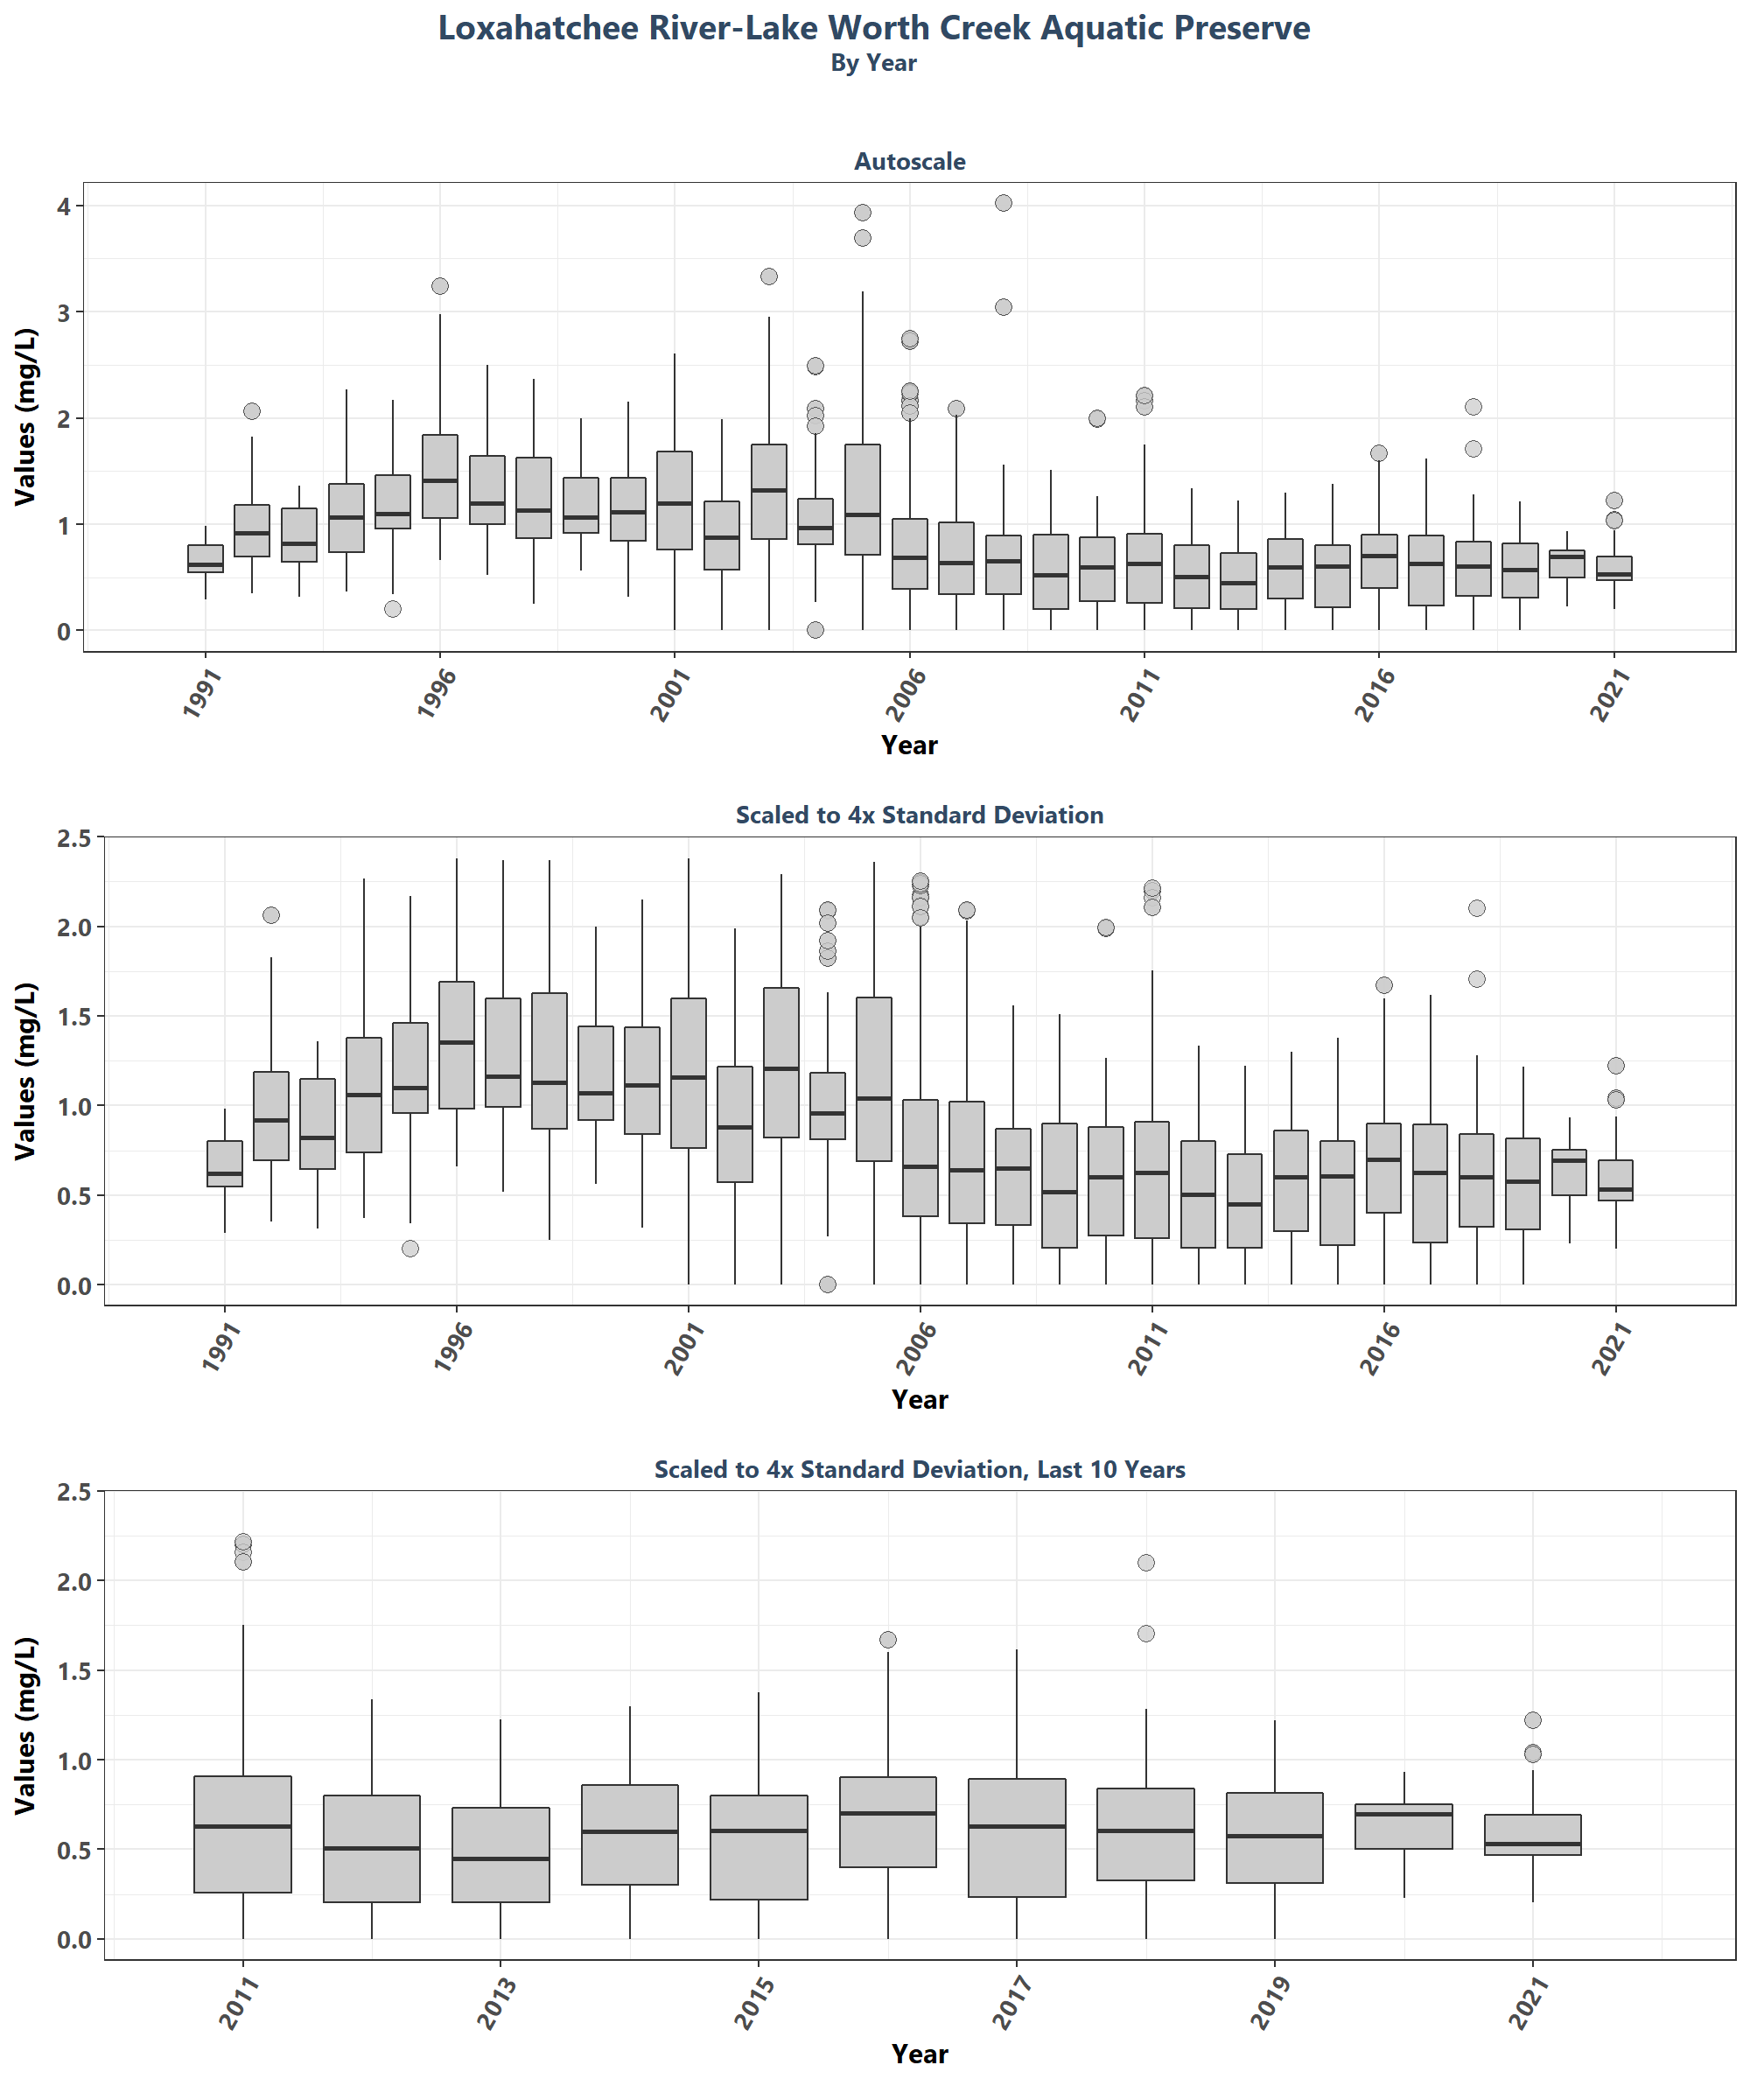 Loxahatchee River-Lake Worth Creek Aquatic Preserve
By Year
Autoscale
Values (mg/L)
4
3
2
1
0
1991 1996 2001 2006 2011 2016 2021
Year
Scaled to 4x Standard Deviation
Values (mg/L)
2.5
2.0
1.5
1.0
0.5
0.0
1991 1996 2001 2006 2011 2016 2021
Year
Scaled to 4x Standard Deviation, Last 10 Years
Values (mg/L)
2.5
2.0
1.5
1.0
0.5
0.0
2011 2013 2015 2017 2019 2021
Year